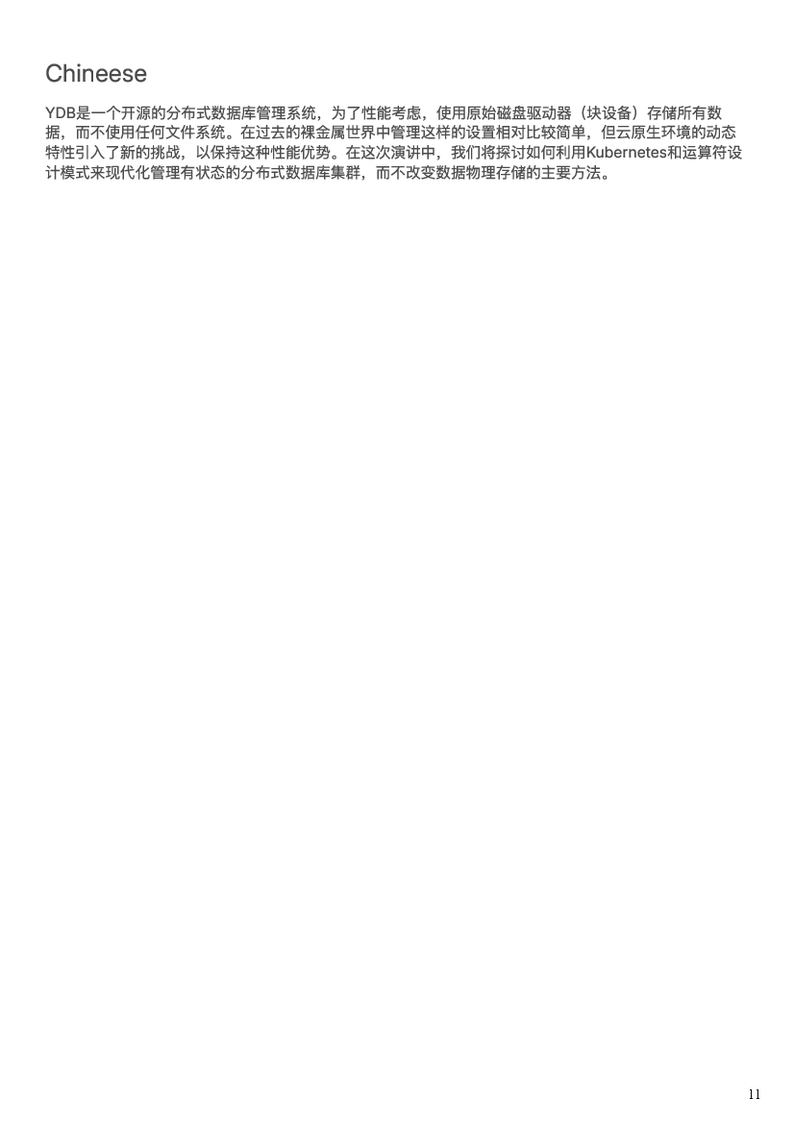 Chineese
YDB是一个开源的分布式数据库管理系统，为了性能考虑，使用原始磁盘驱动器（块设备）存储所有数
据，而不使用任何文件系统。在过去的裸金属世界中管理这样的设置相对比较简单，但云原生环境的动态
特性引入了新的挑战，以保持这种性能优势。在这次演讲中，我们将探讨如何利用Kubernetes和运算符设
计模式来现代化管理有状态的分布式数据库集群，而不改变数据物理存储的主要方法。
11